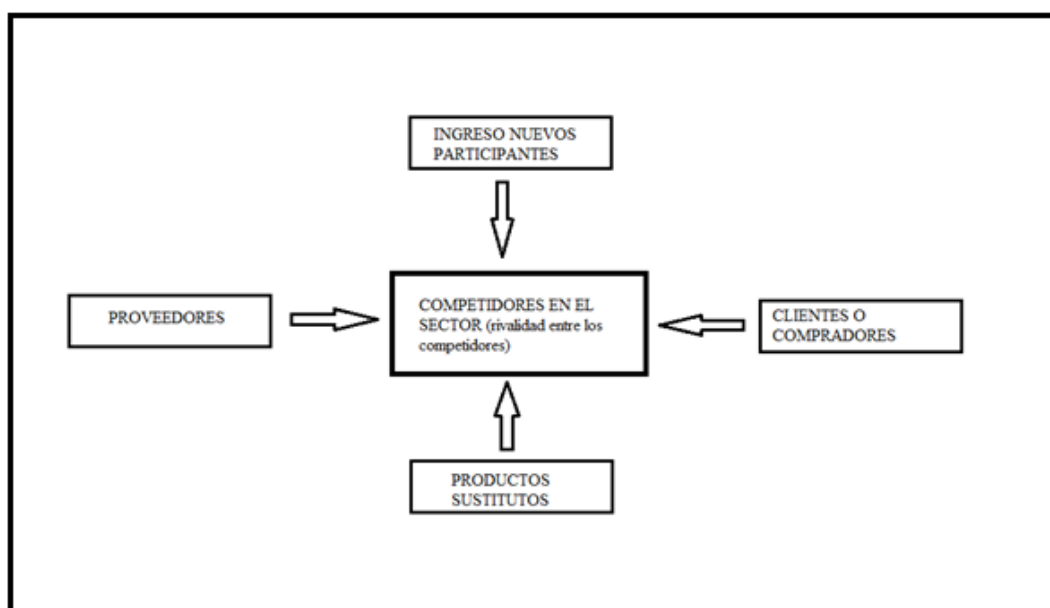 INGRESO NUEVOS
PARTICIPANTES
PROVEEDORES
COMPETIDORES EN EL
SECTOR (rivalidad entre los
competidores)
CLIENTES O
COMPRADORES
PRODUCTOS
SUSTITUTOS